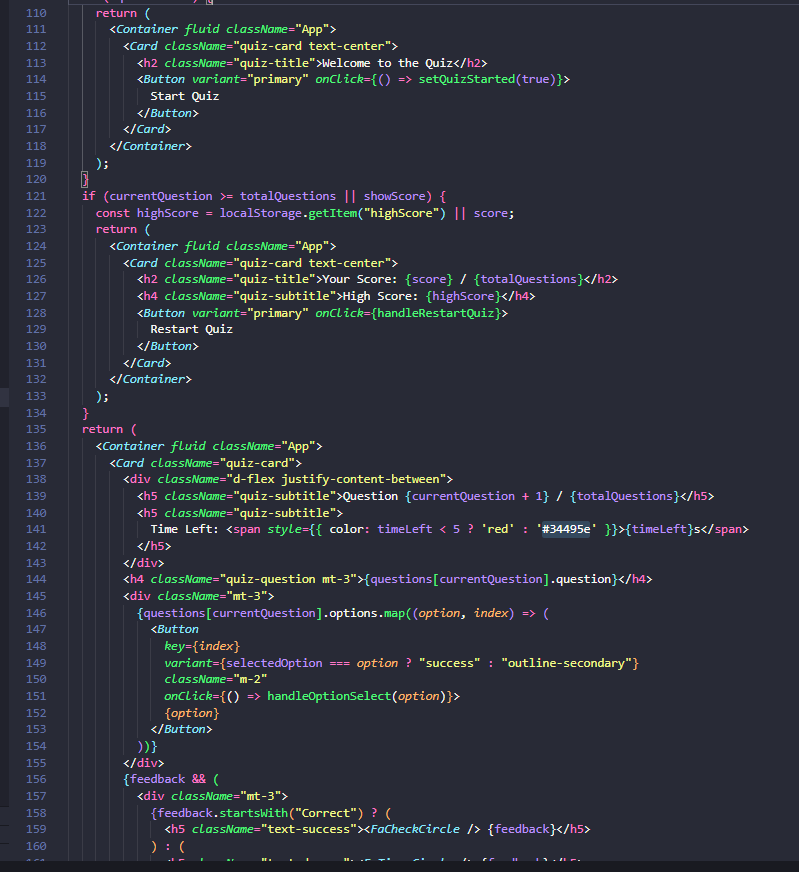 110 return (
111 <Container fluid className="App">
112 <Card className="quiz-card text-center">
113 <h2 className="quiz-title">Welcome to the Quiz</h2>
114 <Button variant="primary" onClick={() => setQuizStarted(true)}>
115 Start Quiz
116 </Button>
117 </Card>
118 </Container>
119 );
120 }
121 if (currentQuestion >= totalQuestions || showScore) {
122 const highScore = localStorage.getItem("highScore") || score;
123 return (
124 <Container fluid className="App">
125 <Card className="quiz-card text-center">
126 <h2 className="quiz-title">Your Score: {score} / {totalQuestions}</h2>
127 <h4 className="quiz-subtitle">High Score: {highScore}</h4>
128 <Button variant="primary" onClick={handleRestartQuiz}>
129 Restart Quiz
130 </Button>
131 </Card>
132 </Container>
133 );
134 }
135 return (
136 <Container fluid className="App">
137 <Card className="quiz-card">
138 <div className="d-flex justify-content-between">
139 <h5 className="quiz-subtitle">Question {currentQuestion + 1} / {totalQuestions}</h5>
140 <h5 className="quiz-subtitle">
141 Time Left: <span style={{ color: timeLeft < 5 ? 'red' : '#34495e' }}>{timeLeft}s</span>
142 </h5>
143 </div>
144 <h4 className="quiz-question mt-3">{questions[currentQuestion].question}</h4>
145 <div className="mt-3">
146 {questions[currentQuestion].options.map((option, index) => (
147 <Button
148 key={index}
149 variant={selectedOption === option ? "success" : "outline-secondary"}
150 className="m-2"
151 onClick={() => handleOptionSelect(option)}>
152 {option}
153 </Button>
154 ))}
155 </div>
156 {feedback && (
157 <div className="mt-3">
158 {feedback.startsWith("Correct") ? (
159 <h5 className="text-success"><FaCheckCircle /> {feedback}</h5>
160 ) : (